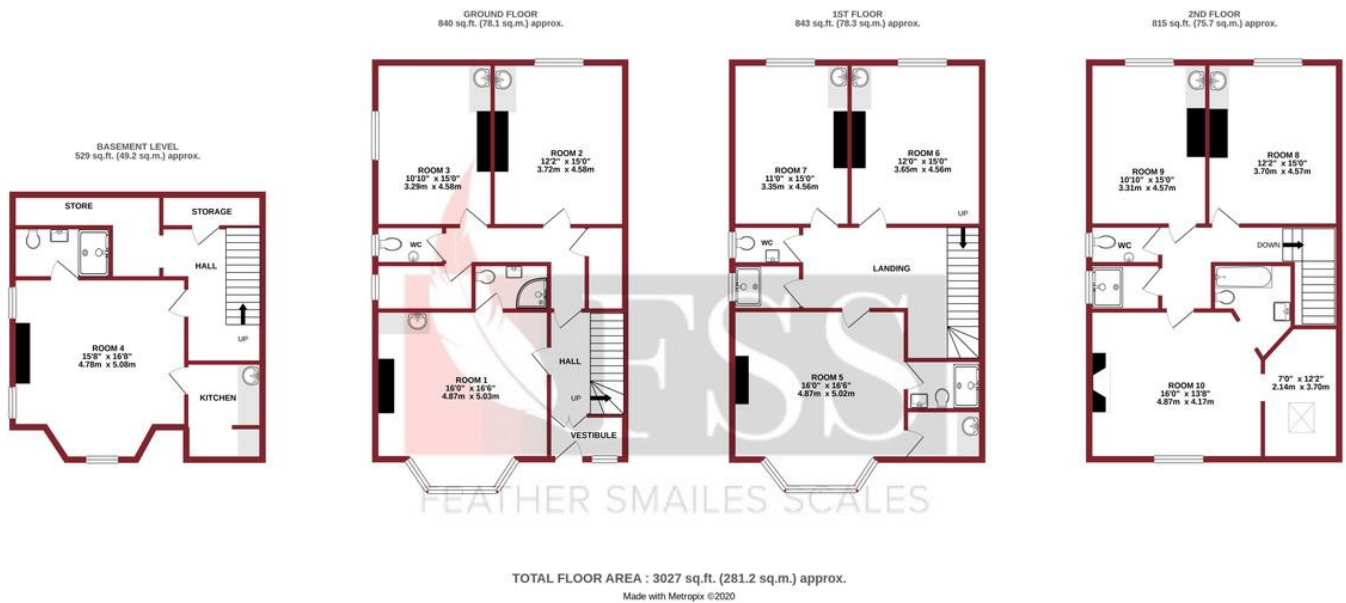 BASEMENT LEVEL
529 sq.ft. (49.2 sq.m.) approx.
STORE
STORAGE
HALL
UP
ROOM 4
15'8" x 16'8"
4.78m x 5.08m
KITCHEN
GROUND FLOOR
840 sq.ft. (78.1 sq.m.) approx.
ROOM 3
10'10" x 15'0"
3.29m x 4.58m
ROOM 2
12'2" x 15'0"
3.72m x 4.58m
WC
ROOM 1
16'0" x 16'6"
4.87m x 5.03m
HALL
UP
VESTIBULE
1ST FLOOR
843 sq.ft. (78.3 sq.m.) approx.
ROOM 7
11'0" x 15'0"
3.35m x 4.56m
ROOM 6
12'0" x 15'0"
3.65m x 4.56m
UP
WC
LANDING
ROOM 5
16'0" x 16'6"
4.87m x 5.02m
2ND FLOOR
815 sq.ft. (75.7 sq.m.) approx.
ROOM 9
10'10" x 15'0"
3.31m x 4.57m
ROOM 8
12'2" x 15'0"
3.70m x 4.57m
WC
DOWN
ROOM 10
16'0" x 13'8"
4.87m x 4.17m
7'0" x 12'2"
2.14m x 3.70m
FSS
FEATHER SMAILES SCALES
TOTAL FLOOR AREA : 3027 sq.ft. (281.2 sq.m.) approx.
Made with Metropix ©2020